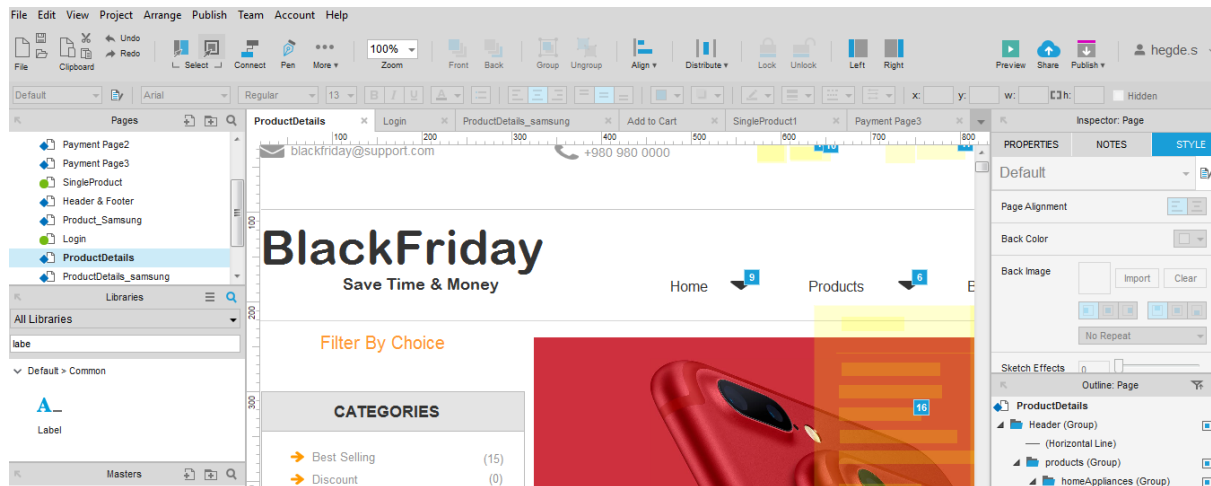 File Edit View Project Arrange Publish Team Account Help
Undo
Redo
File Clipboard Select Connect Pen More 100% Zoom Front Back Group Ungroup Align Distribute Lock Unlock Left Right Preview Share Publish hegde.s
Default Arial Regular 13 B I U A x: y: w: h: Hidden
Pages
Payment Page2
Payment Page3
SingleProduct
Header & Footer
Product_Samsung
Login
ProductDetails
ProductDetails_samsung
Libraries
All Libraries
labe
Default > Common
A_
Label
Masters
ProductDetails Login ProductDetails_samsung Add to Cart SingleProduct1 Payment Page3
100 200 300 400 500 600 700 800
100
200
300
blackfriday@support.com +980 980 0000
BlackFriday
Save Time & Money
Home 9 Products 6
Filter By Choice
CATEGORIES
16
Best Selling (15)
Discount (0)
Inspector: Page
PROPERTIES NOTES STYLE
Default
Page Alignment
Back Color
Back Image Import Clear
No Repeat
Sketch Effects 0
Outline: Page
ProductDetails
Header (Group)
(Horizontal Line)
products (Group)
homeAppliances (Group)